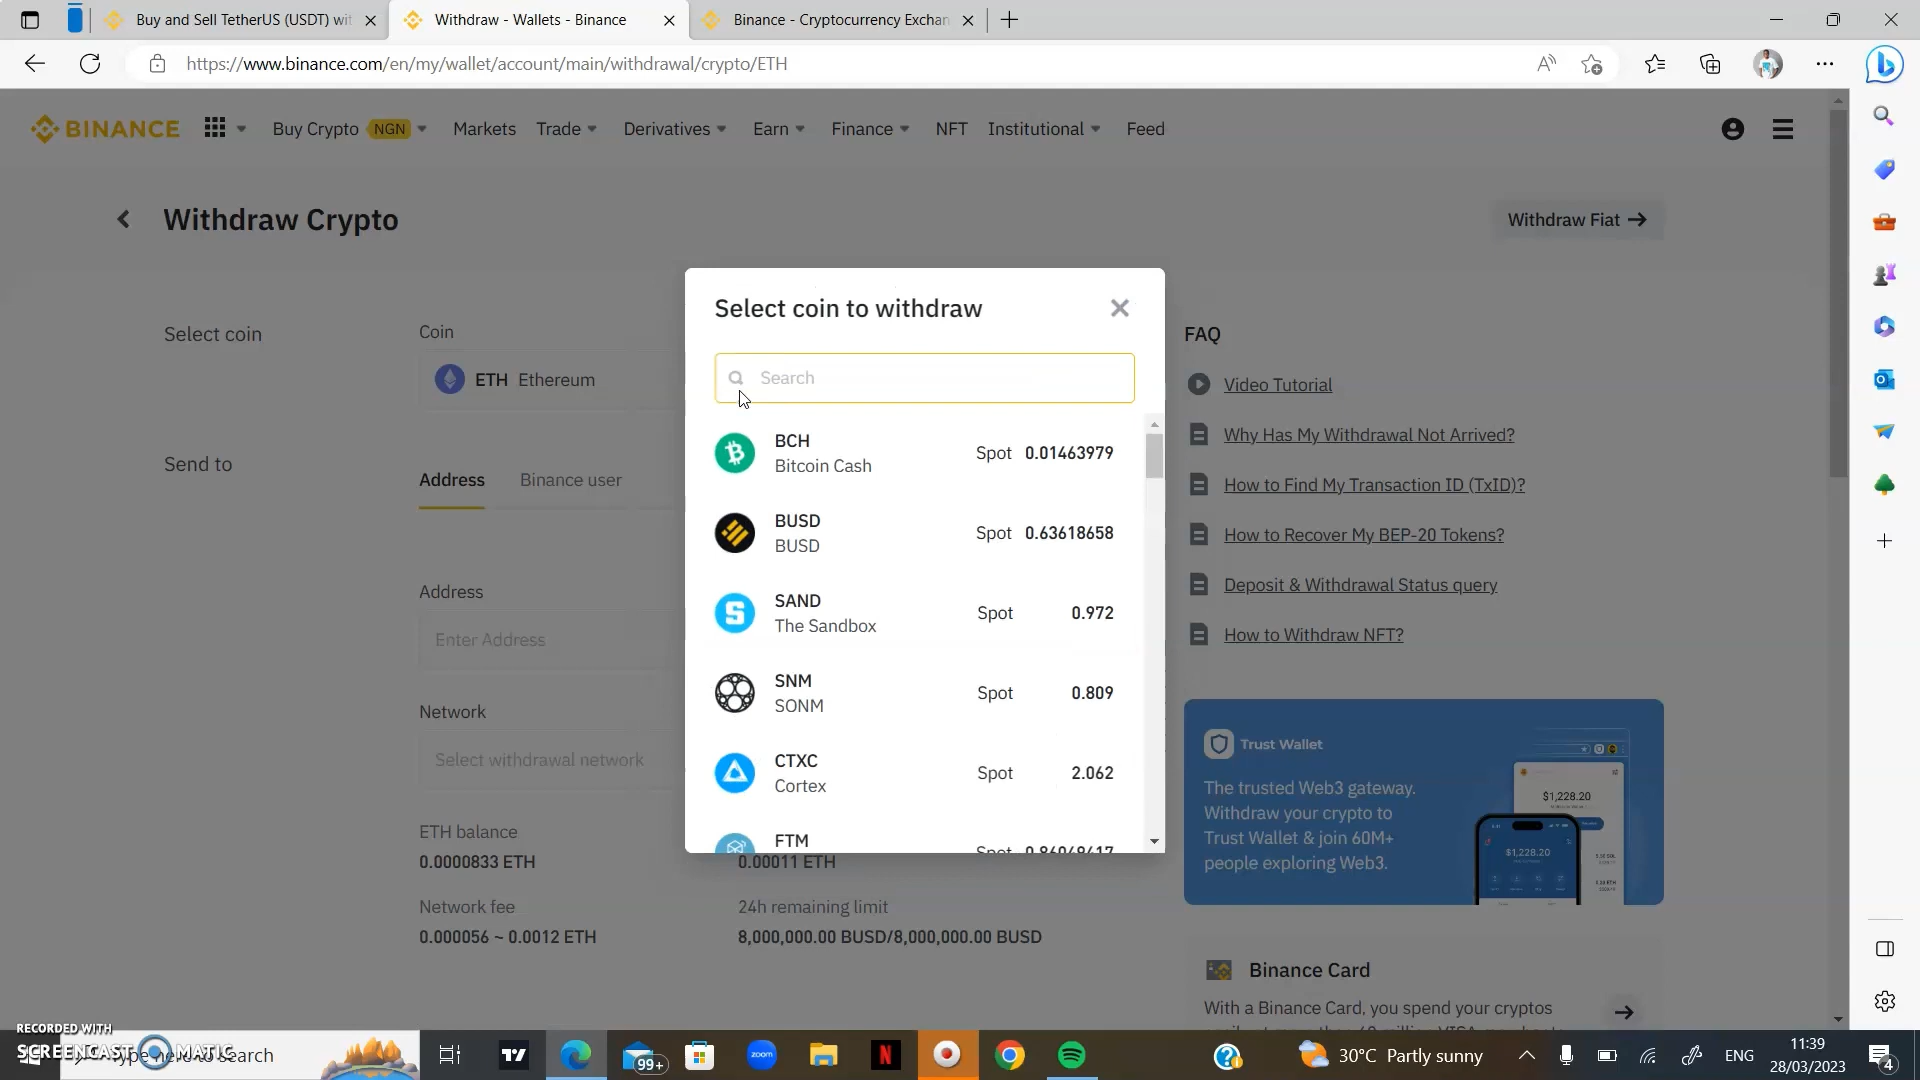 Buy and Sell TetherUS (USDT) wit
Withdraw - Wallets - Binance
Binance - Cryptocurrency Exchan
https://www.binance.com/en/my/wallet/account/main/withdrawal/crypto/ETH
BINANCE
Buy Crypto NGN
Markets
Trade
Derivatives
Earn
Finance
NFT
Institutional
Feed
Withdraw Crypto
Withdraw Fiat →
Select coin
Coin
ETH Ethereum
Send to
Address
Binance user
Address
Enter Address
Network
Select withdrawal network
ETH balance
0.0000833 ETH
0.00011 ETH
Network fee
0.000056 ~ 0.0012 ETH
24h remaining limit
8,000,000.00 BUSD/8,000,000.00 BUSD
Select coin to withdraw
Search
BCH
Bitcoin Cash
Spot 0.01463979
BUSD
BUSD
Spot 0.63618658
SAND
The Sandbox
Spot 0.972
SNM
SONM
Spot 0.809
CTXC
Cortex
Spot 2.062
FTM
FAQ
Video Tutorial
Why Has My Withdrawal Not Arrived?
How to Find My Transaction ID (TxID)?
How to Recover My BEP-20 Tokens?
Deposit & Withdrawal Status query
How to Withdraw NFT?
Trust Wallet
The trusted Web3 gateway.
Withdraw your crypto to
Trust Wallet & join 60M+
people exploring Web3.
$1,228.20
$1,228.20
Binance Card
With a Binance Card, you spend your cryptos
RECORDED WITH
SCREENCAST MATIC
Type here to search
99+
zoom
30°C Partly sunny
ENG
11:39
28/03/2023
4